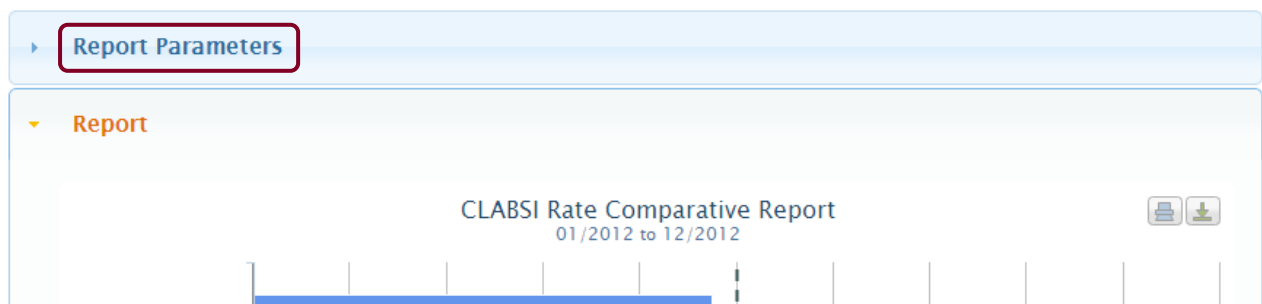 Report Parameters
Report
CLABSI Rate Comparative Report
01/2012 to 12/2012